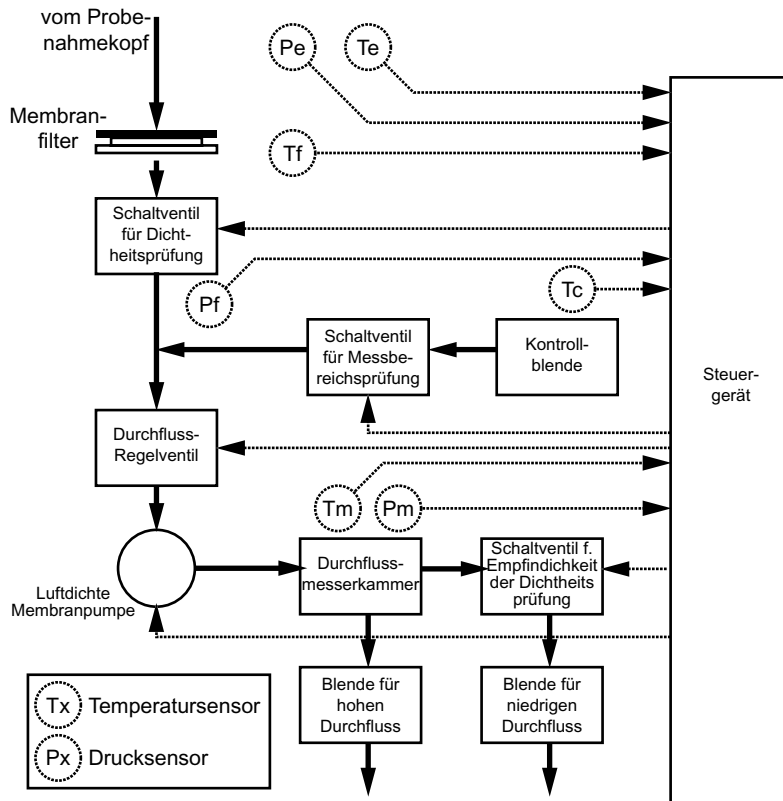 vom Probe-
nahmekopf
Pe
Te
Membran-
filter
Tf
Schaltventil
für Dicht-
heitsprüfung
Pf
Tc
Schaltventil
für Messbe-
reichsprüfung
Kontroll-
blende
Steuer-
gerät
Durchfluss-
Regelventil
Tm
Pm
Luftdichte
Membranpumpe
Durchfluss-
messerkammer
Schaltventil f.
Empfindichkeit
der Dichtheits
prüfung
Blende für
hohen
Durchfluss
Blende für
niedrigen
Durchfluss
Tx Temperatursensor
Px Drucksensor